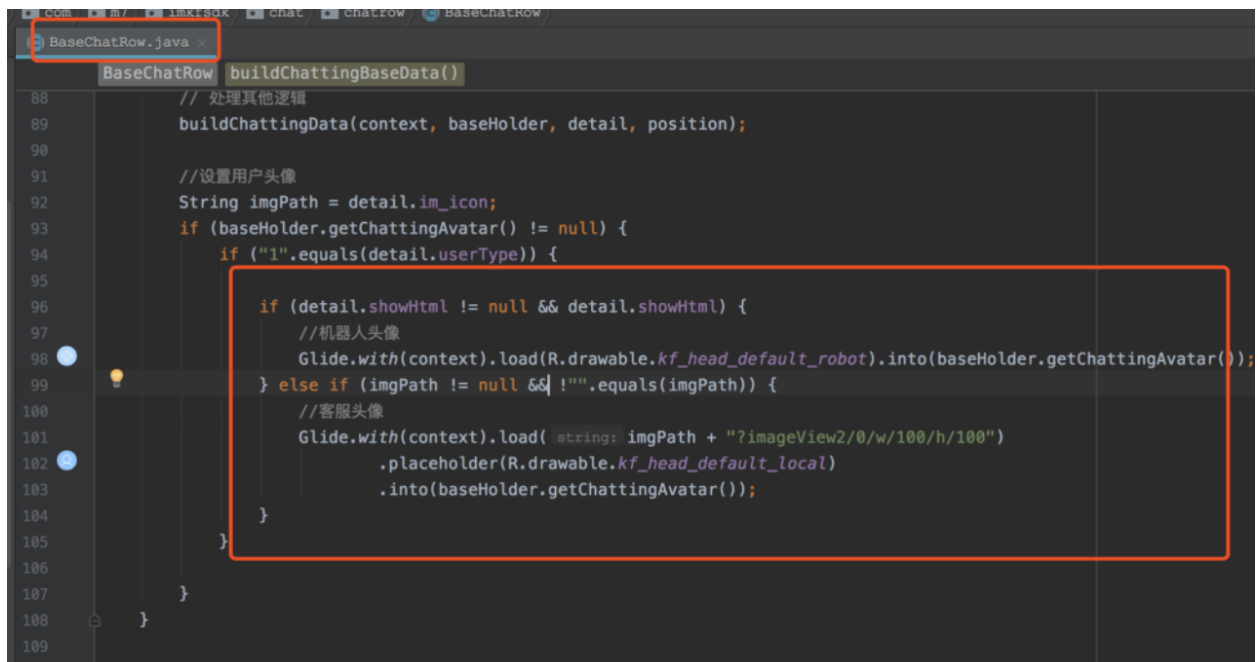 com m7 imkfsdk chat chatrow BaseChatRow
BaseChatRow.java
BaseChatRow buildChattingBaseData()
88 // 处理其他逻辑
89 buildChattingData(context, baseHolder, detail, position);
90
91 //设置用户头像
92 String imgPath = detail.im_icon;
93 if (baseHolder.getChattingAvatar() != null) {
94 if ("1".equals(detail.userType)) {
95
96 if (detail.showHtml != null && detail.showHtml) {
97 //机器人头像
98 Glide.with(context).load(R.drawable.kf_head_default_robot).into(baseHolder.getChattingAvatar());
99 } else if (imgPath != null && !"".equals(imgPath)) {
100 //客服头像
101 Glide.with(context).load( string: imgPath + "?imageView2/0/w/100/h/100")
102 .placeholder(R.drawable.kf_head_default_local)
103 .into(baseHolder.getChattingAvatar());
104 }
105 }
106
107 }
108 }
109